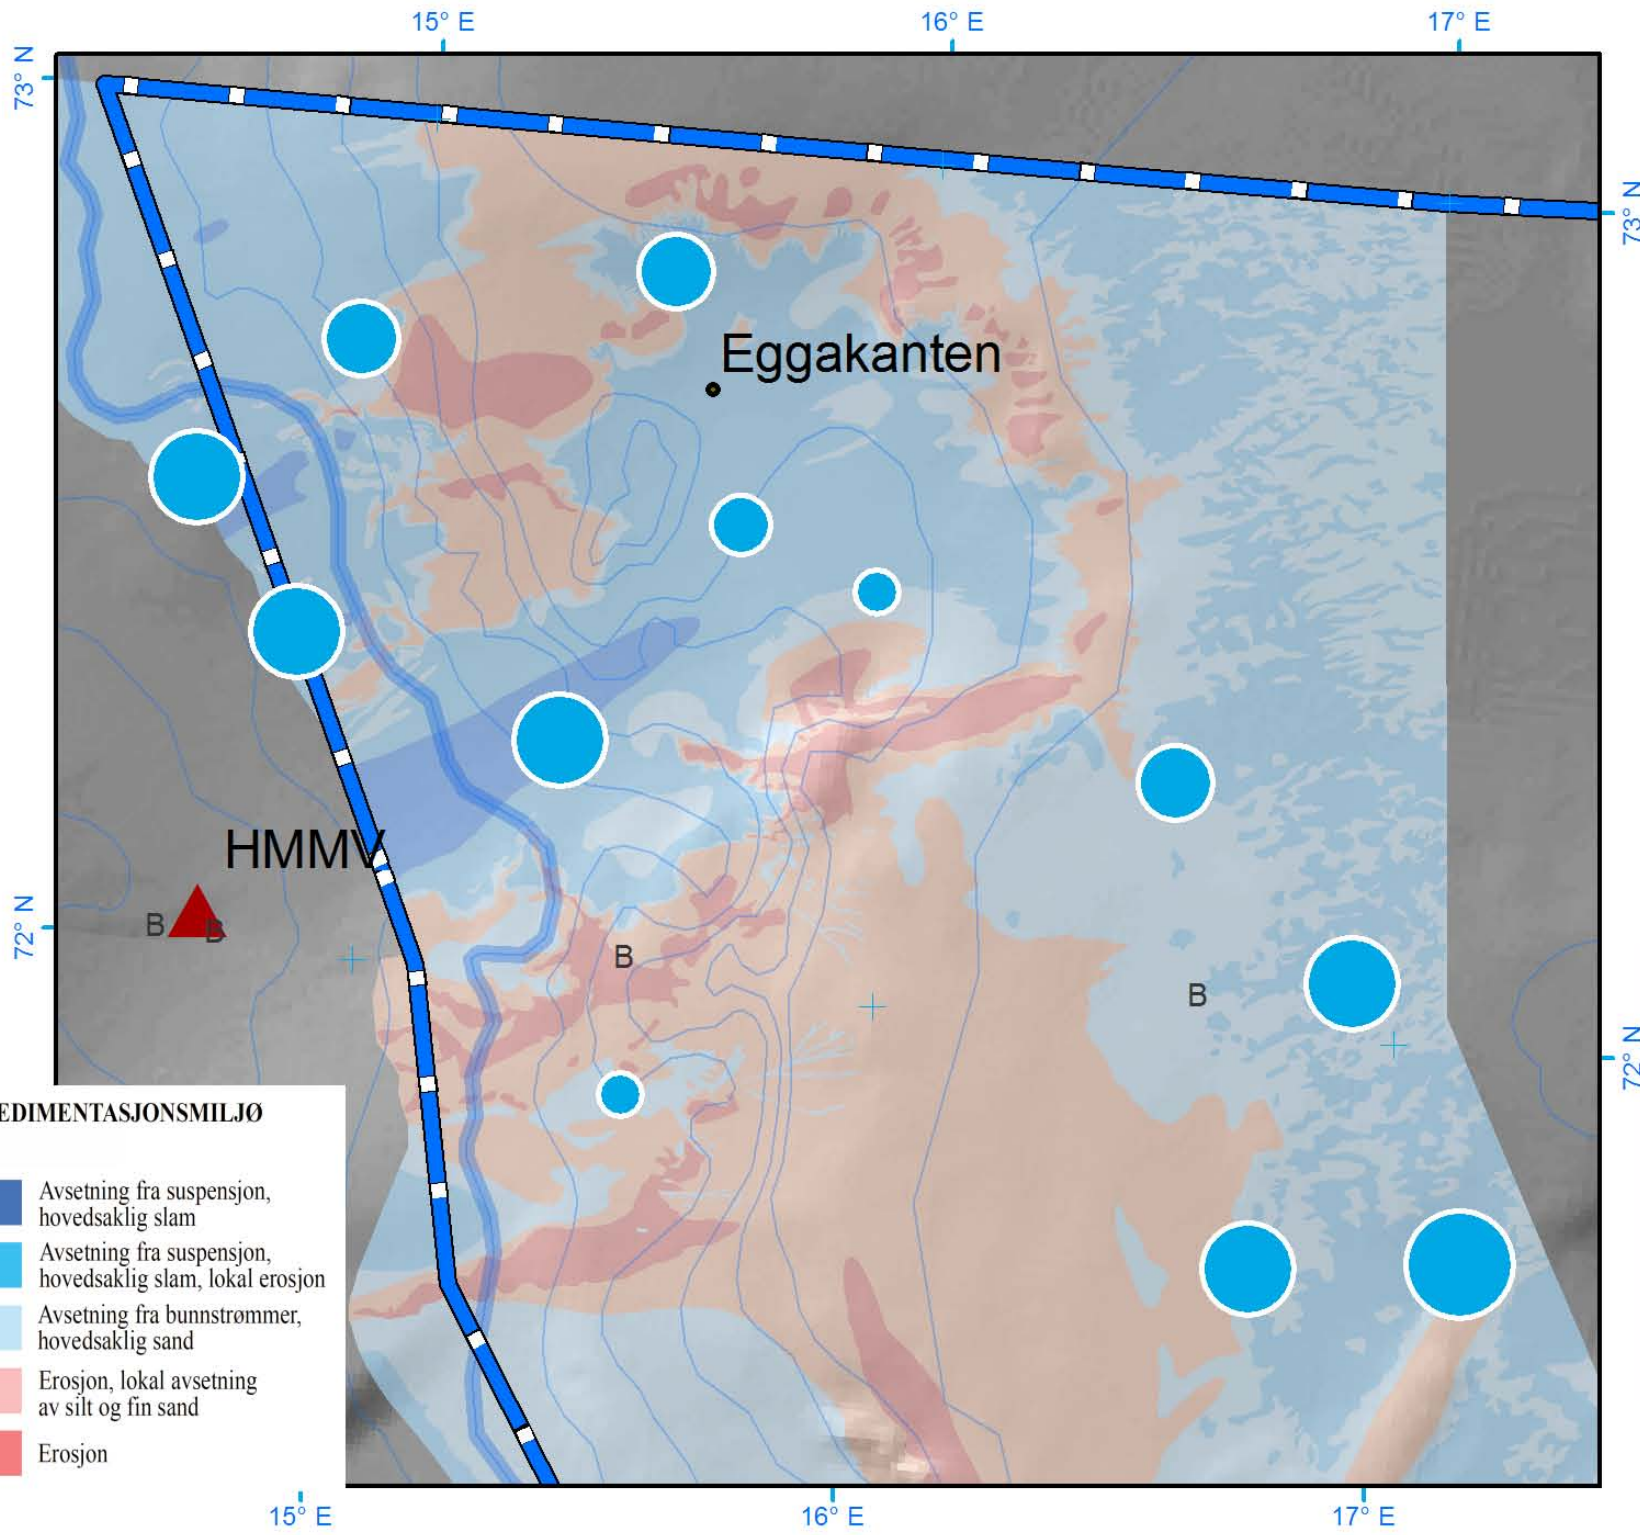 15° E
16° E
17° E
73° N
73° N
Eggakanten
HMMV
B
B
B
B
72° N
72° N
EDIMENTASJONSMILJØ
Avsetning fra suspensjon,
hovedsaklig slam
Avsetning fra suspensjon,
hovedsaklig slam, lokal erosjon
Avsetning fra bunnstrømmer,
hovedsaklig sand
Erosjon, lokal avsetning
av silt og fin sand
Erosjon
15° E
16° E
17° E